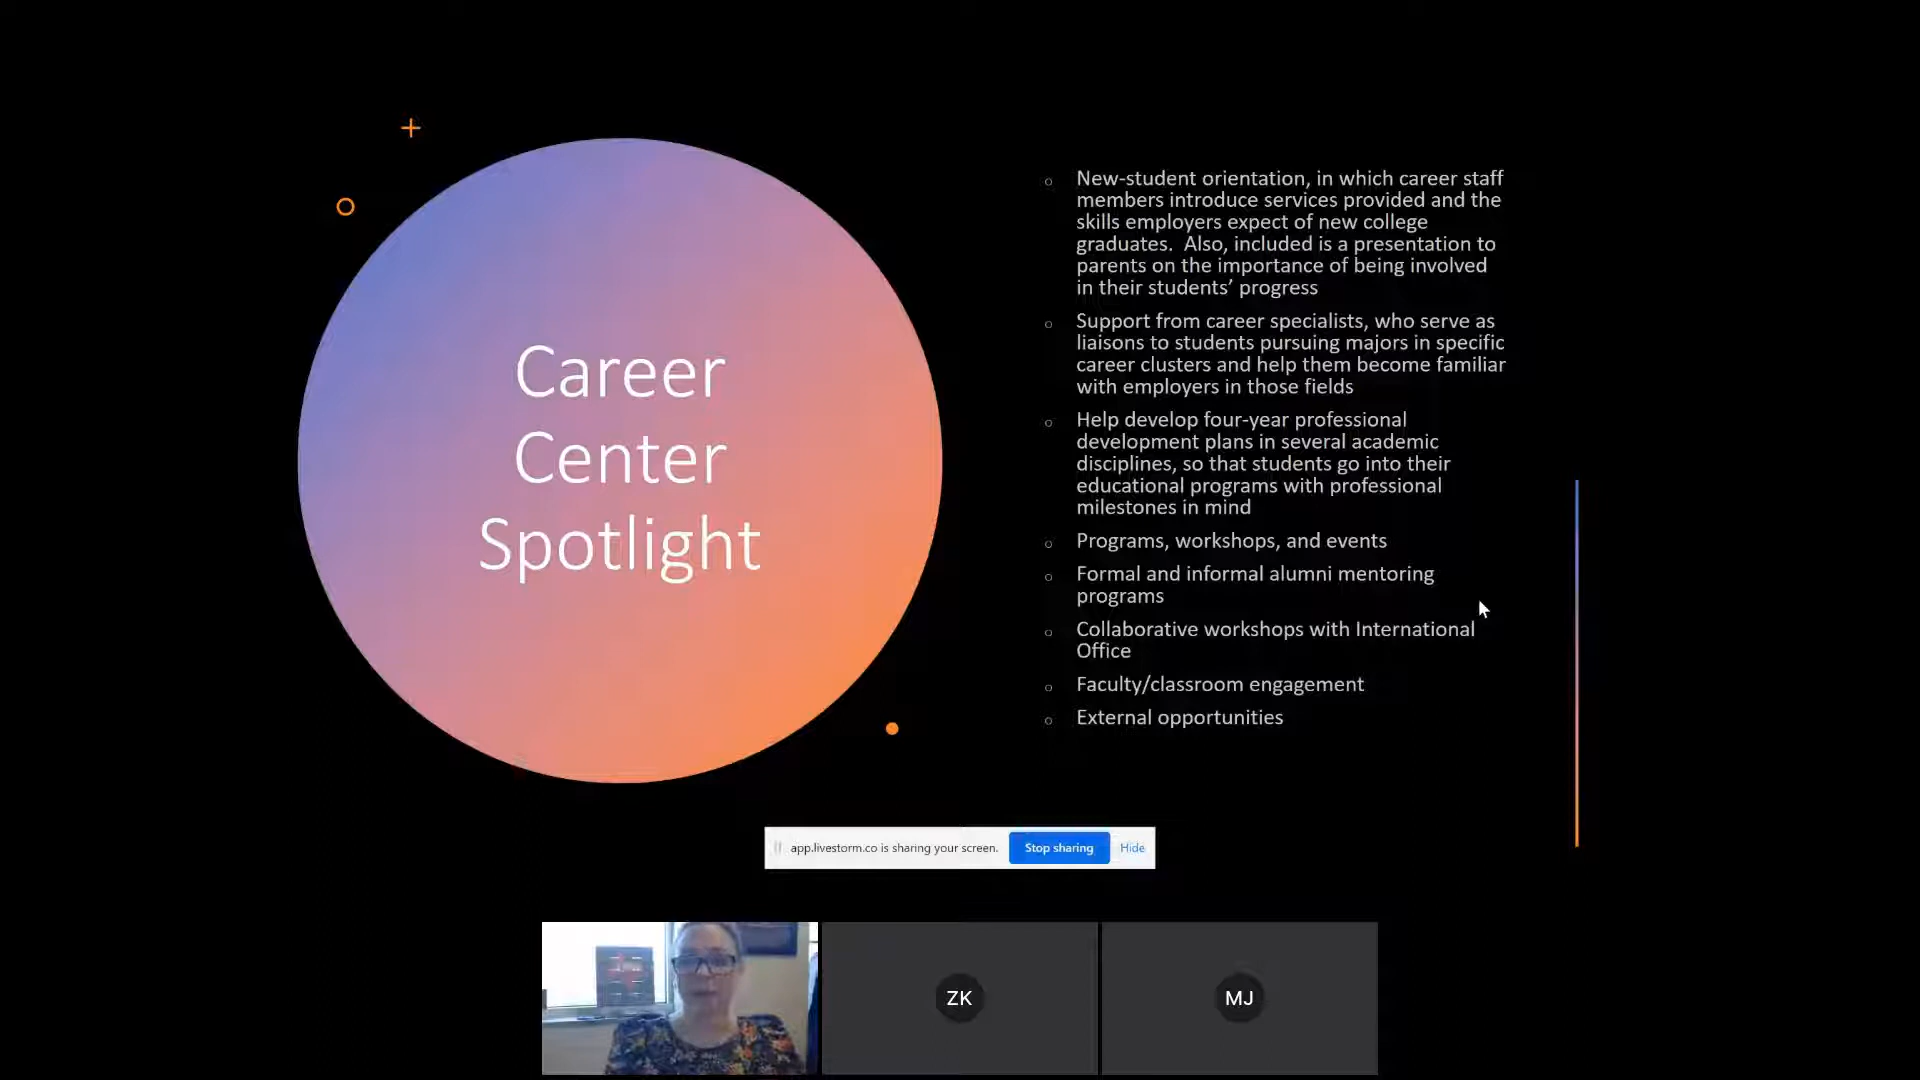 Career
Center
Spotlight
New-student orientation, in which career staff
members introduce services provided and the
skills employers expect of new college
graduates.  Also, included is a presentation to
parents on the importance of being involved
in their students’ progress
Support from career specialists, who serve as
liaisons to students pursuing majors in specific
career clusters and help them become familiar
with employers in those fields
Help develop four-year professional
development plans in several academic
disciplines, so that students go into their
educational programs with professional
milestones in mind
Programs, workshops, and events
Formal and informal alumni mentoring
programs
Collaborative workshops with International
Office
Faculty/classroom engagement
External opportunities
app.livestorm.co is sharing your screen. Stop sharing Hide
ZK
MJ